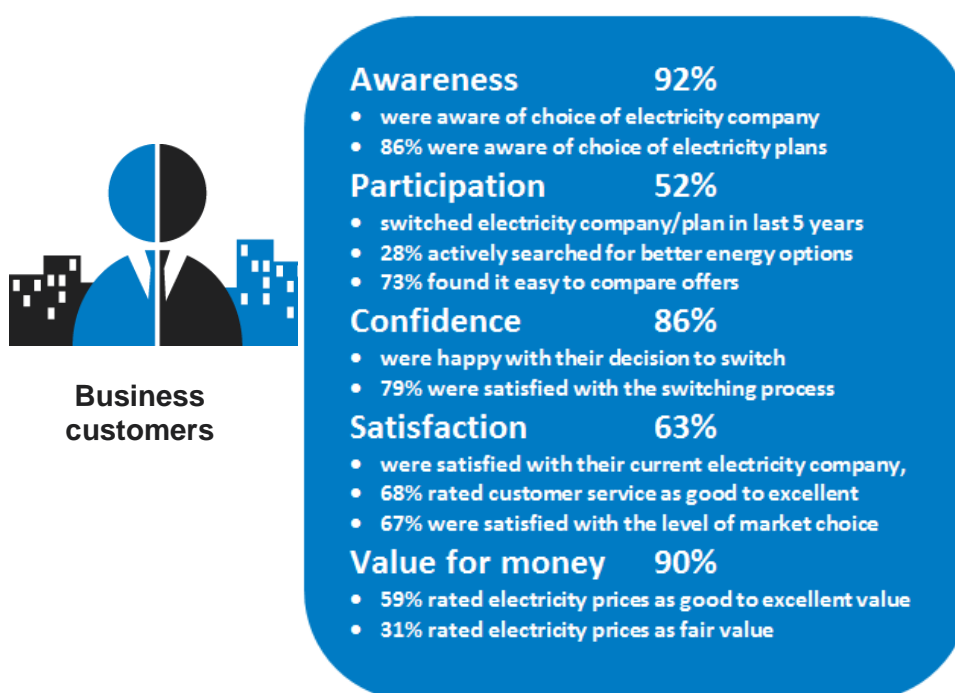 Business
customers
Awareness 92%
• were aware of choice of electricity company
• 86% were aware of choice of electricity plans
Participation 52%
• switched electricity company/plan in last 5 years
• 28% actively searched for better energy options
• 73% found it easy to compare offers
Confidence 86%
• were happy with their decision to switch
• 79% were satisfied with the switching process
Satisfaction 63%
• were satisfied with their current electricity company,
• 68% rated customer service as good to excellent
• 67% were satisfied with the level of market choice
Value for money 90%
• 59% rated electricity prices as good to excellent value
• 31% rated electricity prices as fair value